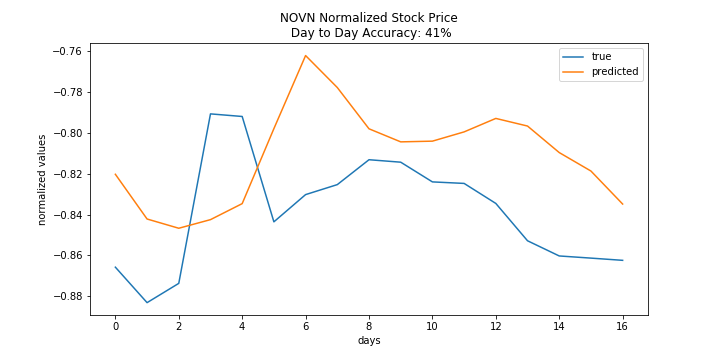 NOVN Normalized Stock Price
Day to Day Accuracy: 41%
true
predicted
normalized values
−0.76
−0.78
−0.80
−0.82
−0.84
−0.86
−0.88
0 2 4 6 8 10 12 14 16
days